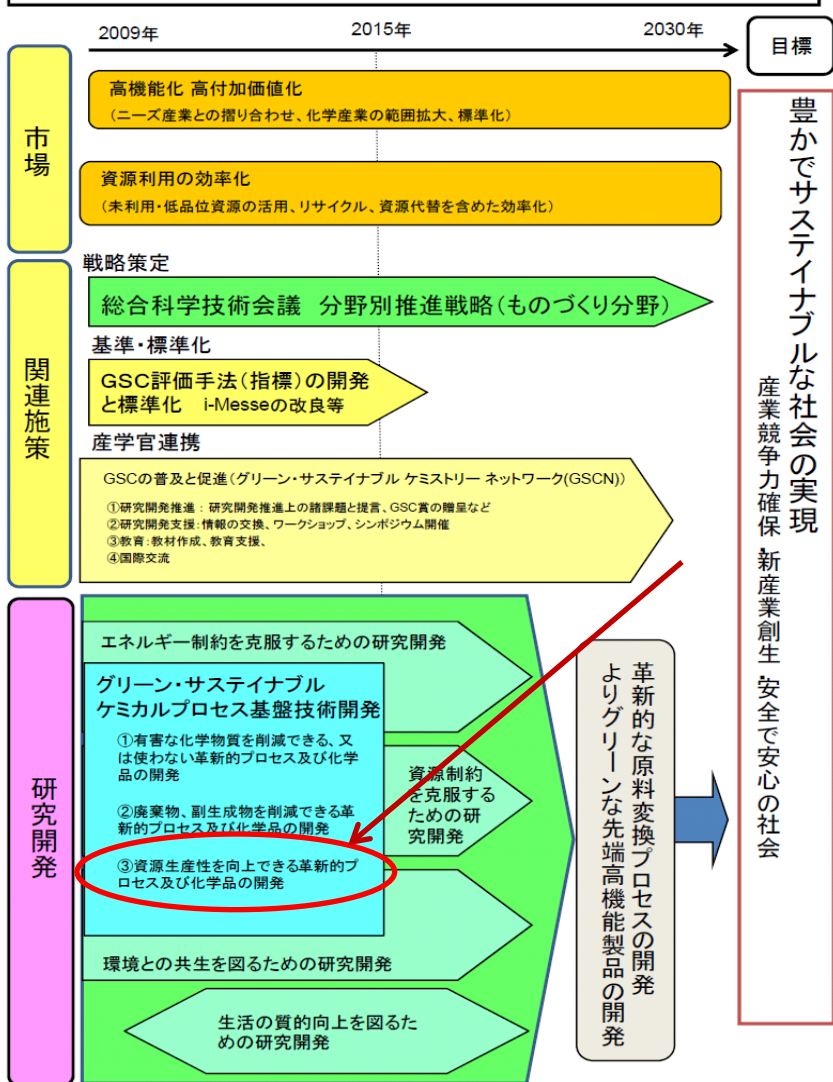 2009年
2015年
2030年
目標
市場
高機能化 高付加価値化
(ニーズ産業との摺り合わせ、化学産業の範囲拡大、標準化)
資源利用の効率化
(未利用・低品位資源の活用、リサイクル、資源代替を含めた効率化)
関連施策
戦略策定
総合科学技術会議 分野別推進戦略(ものづくり分野)
基準・標準化
GSC評価手法(指標)の開発
と標準化 i-Messeの改良等
産学官連携
GSCの普及と促進(グリーン・サステイナブル ケミストリー ネットワーク(GSCN))
①研究開発推進:研究開発推進上の諸課題と提言、GSC賞の贈呈など
②研究開発支援:情報の交換、ワークショップ、シンポジウム開催
③教育:教材作成、教育支援、
④国際交流
研究開発
エネルギー制約を克服するための研究開発
グリーン・サステイナブル
ケミカルプロセス基盤技術開発
①有害な化学物質を削減できる、又
は使わない革新的プロセス及び化学
品の開発
②廃棄物、副生成物を削減できる革
新的プロセス及び化学品の開発
③資源生産性を向上できる革新的プ
ロセス及び化学品の開発
資源制約
を克服する
ための研
究開発
環境との共生を図るための研究開発
生活の質的向上を図るた
めの研究開発
革新的な原料変換プロセスの開発
よりグリーンな先端高機能製品の開発
豊かでサステイナブルな社会の実現
産業競争力確保・新産業創生・安全で安心の社会